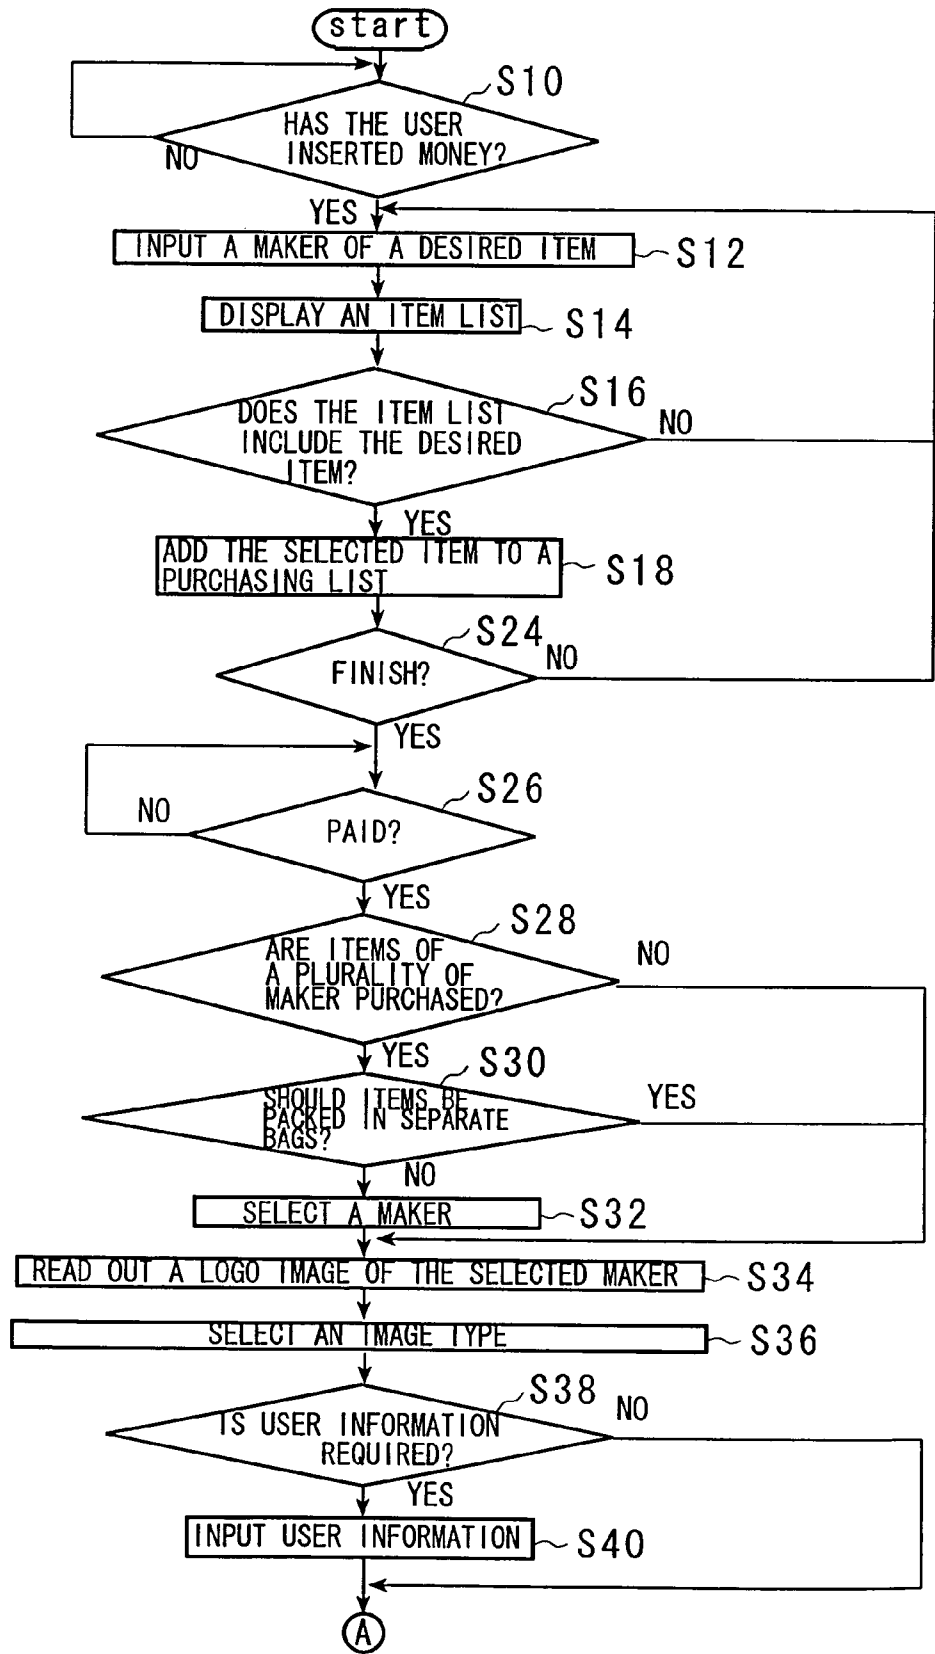 start
S10
HAS THE USER
INSERTED MONEY?
NO
YES
INPUT A MAKER OF A DESIRED ITEM
S12
DISPLAY AN ITEM LIST
S14
S16
DOES THE ITEM LIST
INCLUDE THE DESIRED
ITEM?
NO
YES
ADD THE SELECTED ITEM TO A
PURCHASING LIST
S18
S24
FINISH?
NO
YES
S26
NO
PAID?
YES
S28
ARE ITEMS OF
A PLURALITY OF
MAKER PURCHASED?
NO
YES
S30
SHOULD ITEMS BE
PACKED IN SEPARATE
BAGS?
YES
NO
SELECT A MAKER
S32
READ OUT A LOGO IMAGE OF THE SELECTED MAKER
S34
SELECT AN IMAGE TYPE
S36
S38
IS USER INFORMATION
REQUIRED?
NO
YES
INPUT USER INFORMATION
S40
A